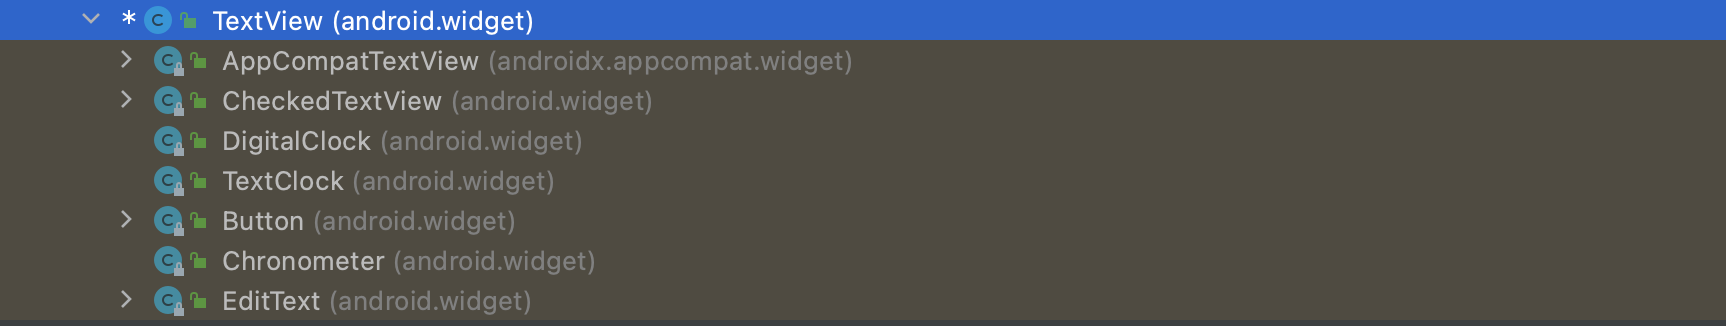 * C TextView (android.widget)
C AppCompatTextView (androidx.appcompat.widget)
C CheckedTextView (android.widget)
C DigitalClock (android.widget)
C TextClock (android.widget)
C Button (android.widget)
C Chronometer (android.widget)
C EditText (android.widget)